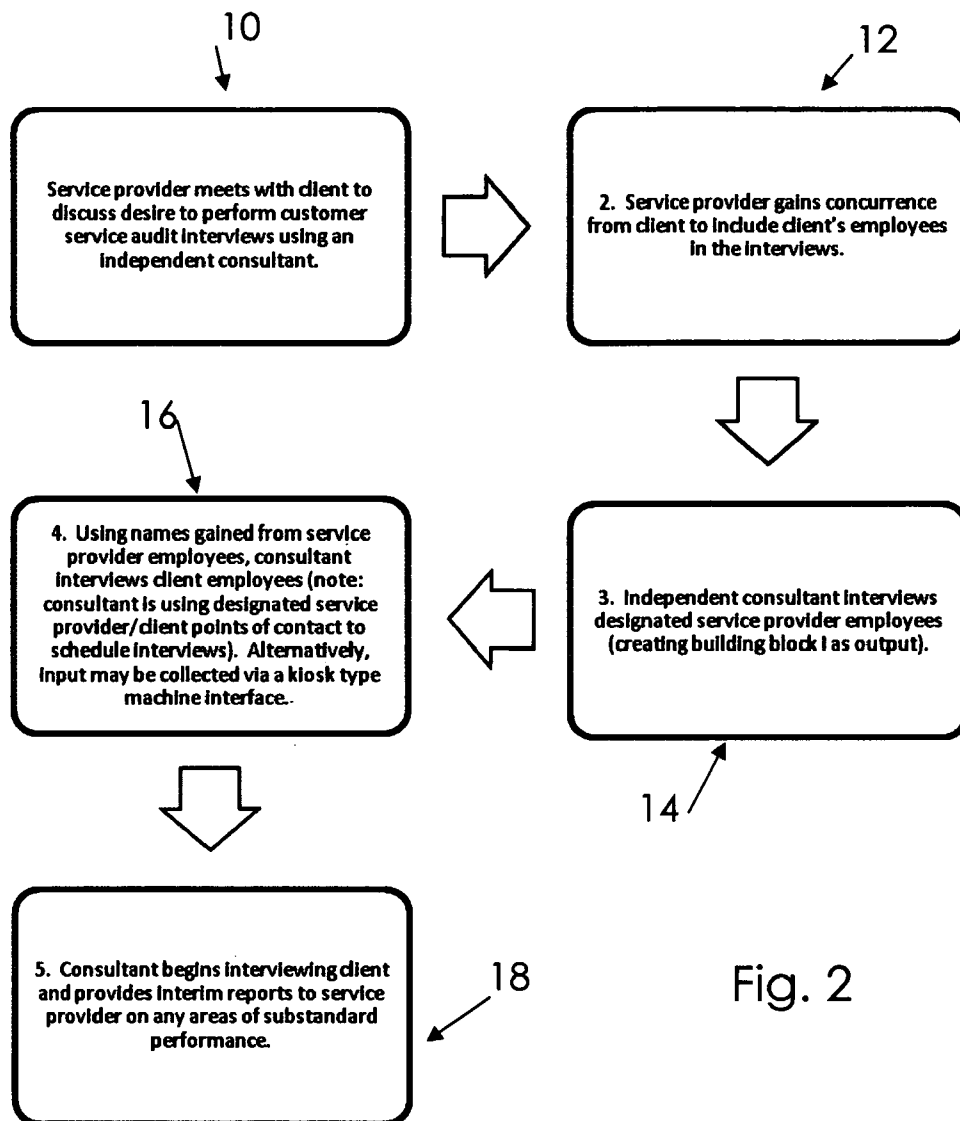 10
Service provider meets with client to
discuss desire to perform customer
service audit interviews using an
independent consultant.
12
2. Service provider gains concurrence
from client to include client's employees
in the interviews.
14
3. Independent consultant interviews
designated service provider employees
(creating building block I as output).
16
4. Using names gained from service
provider employees, consultant
interviews client employees (note:
consultant is using designated service
provider/client points of contact to
schedule interviews). Alternatively,
input may be collected via a kiosk type
machine interface.
18
5. Consultant begins interviewing client
and provides interim reports to service
provider on any areas of substandard
performance.
Fig. 2